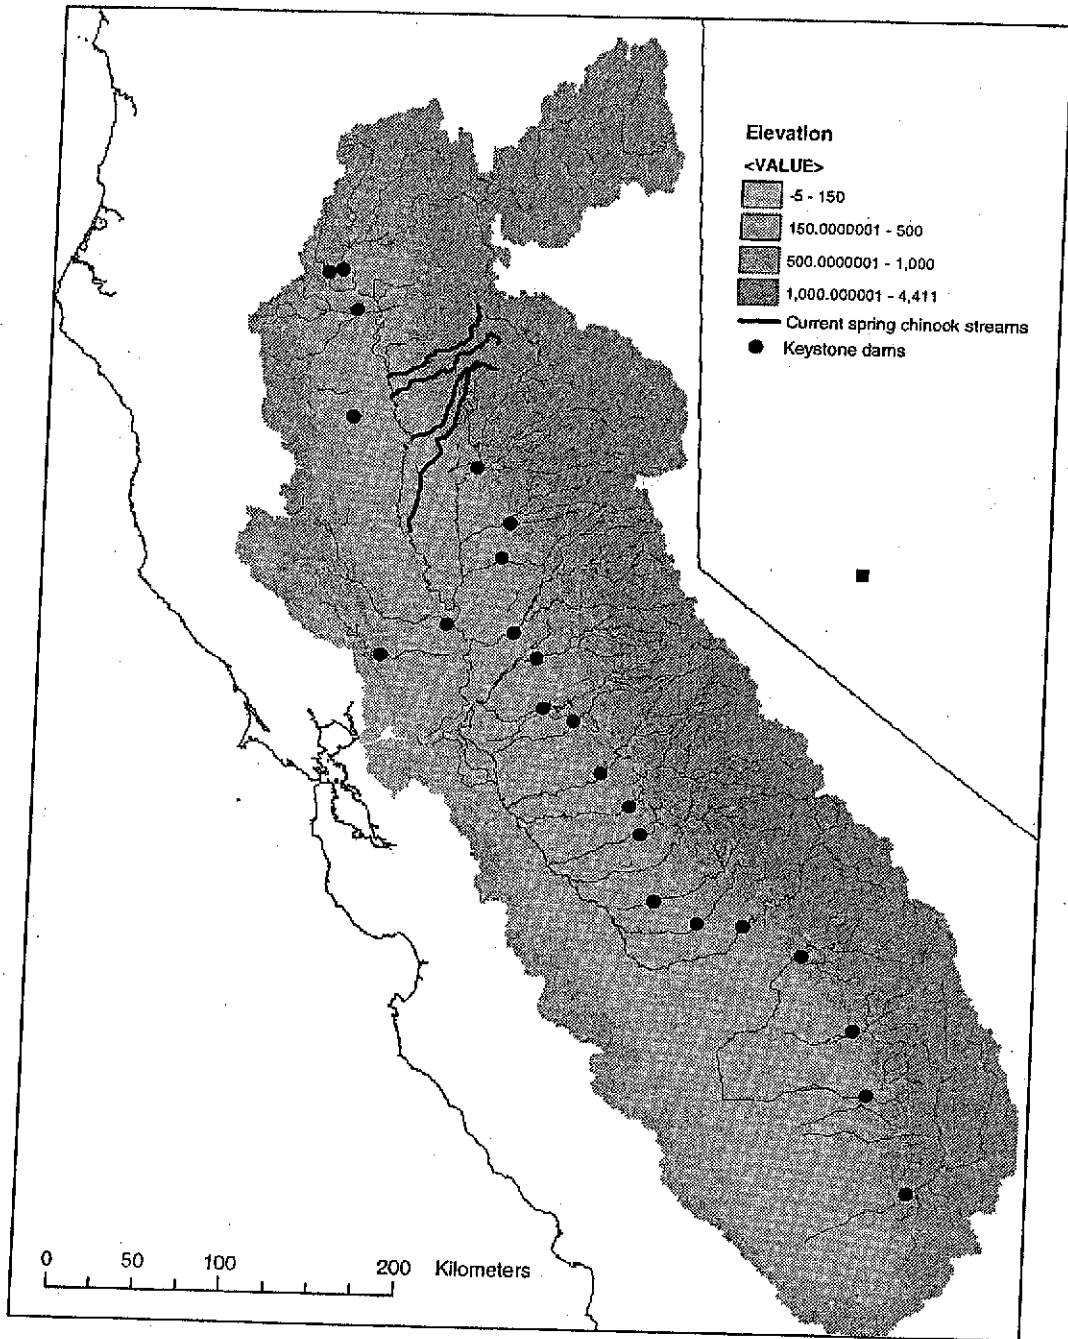 Elevation
<VALUE>
-5 - 150
150.0000001 - 500
500.0000001 - 1,000
1,000.000001 - 4,411
Current spring chinook streams
Keystone dams
0 50 100 200 Kilometers